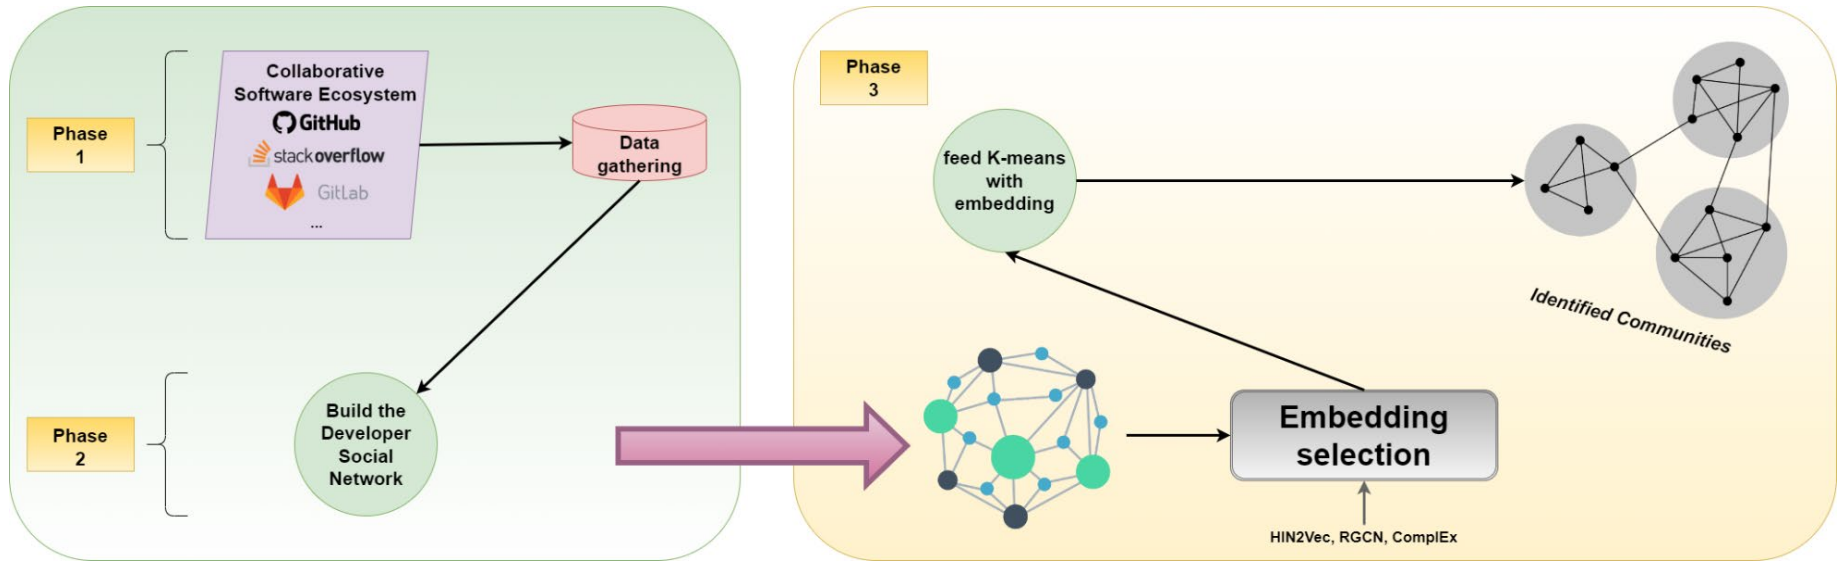 Phase
1
Collaborative
Software Ecosystem
GitHub
stackoverflow
GitLab
...
Data
gathering
Phase
2
Build the
Developer
Social
Network
Phase
3
feed K-means
with
embedding
Identified Communities
Embedding
selection
HIN2Vec, RGCN, ComplEx